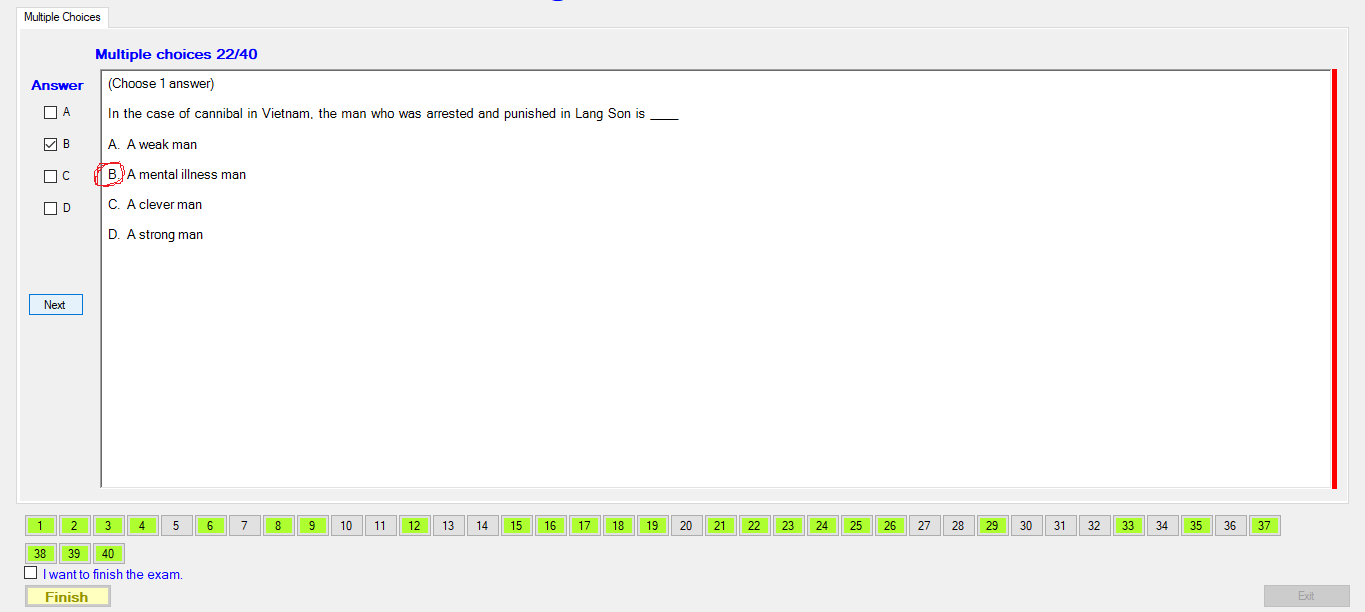 Multiple Choices
Multiple choices 22/40
Answer
(Choose 1 answer)
A
In the case of cannibal in Vietnam, the man who was arrested and punished in Lang Son is ____
B
A. A weak man
C
B. A mental illness man
D
C. A clever man
D. A strong man
Next
1 2 3 4 5 6 7 8 9 10 11 12 13 14 15 16 17 18 19 20 21 22 23 24 25 26 27 28 29 30 31 32 33 34 35 36 37
38 39 40
I want to finish the exam.
Finish
Exit